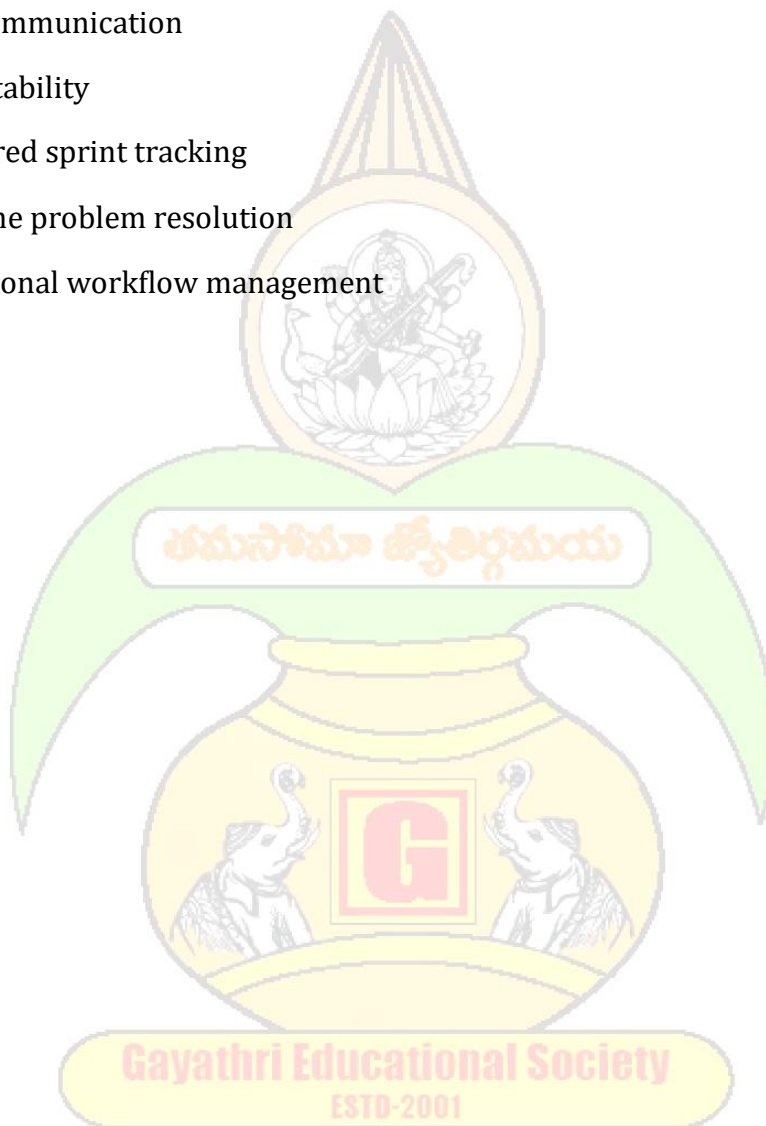 mmunication
tability
red sprint tracking
ne problem resolution
onal workflow management
తమసోమా జ్యోతిర్గమయ
G
Gayathri Educational Society
ESTD-2001